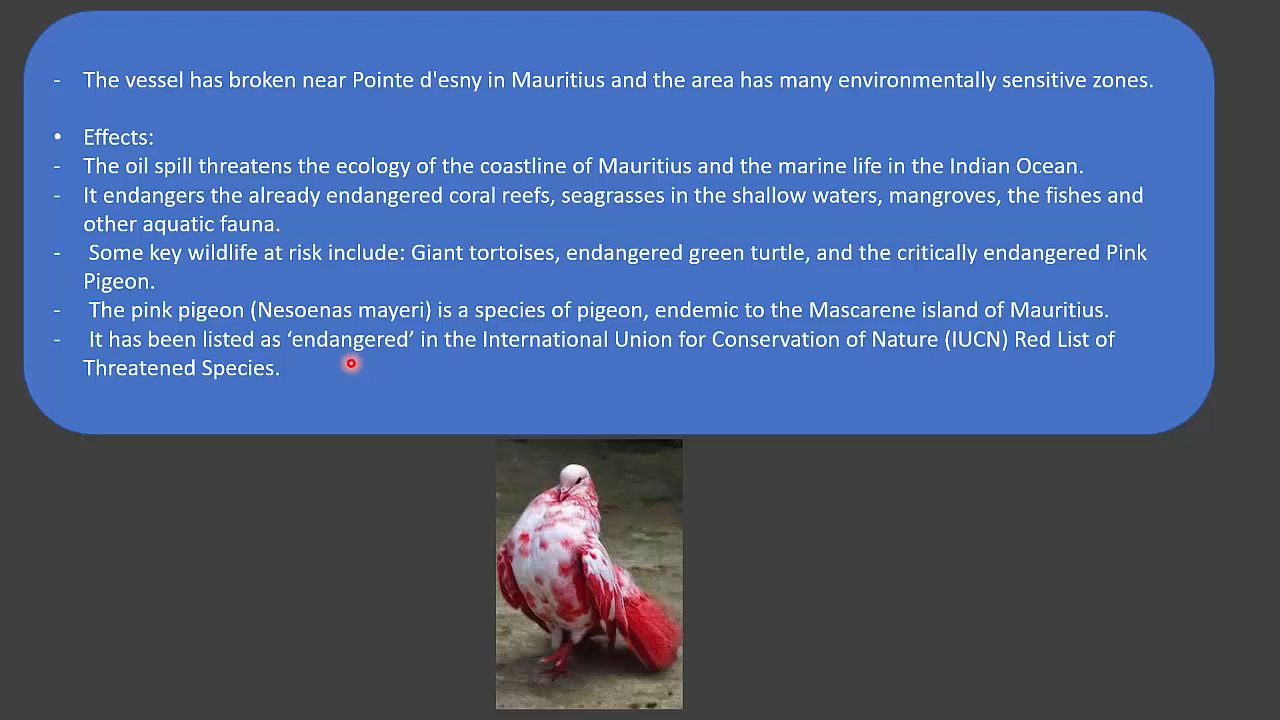 - The vessel has broken near Pointe d'esny in Mauritius and the area has many environmentally sensitive zones.
• Effects:
- The oil spill threatens the ecology of the coastline of Mauritius and the marine life in the Indian Ocean.
- It endangers the already endangered coral reefs, seagrasses in the shallow waters, mangroves, the fishes and
other aquatic fauna.
- Some key wildlife at risk include: Giant tortoises, endangered green turtle, and the critically endangered Pink
Pigeon.
- The pink pigeon (Nesoenas mayeri) is a species of pigeon, endemic to the Mascarene island of Mauritius.
- It has been listed as ‘endangered’ in the International Union for Conservation of Nature (IUCN) Red List of
Threatened Species.